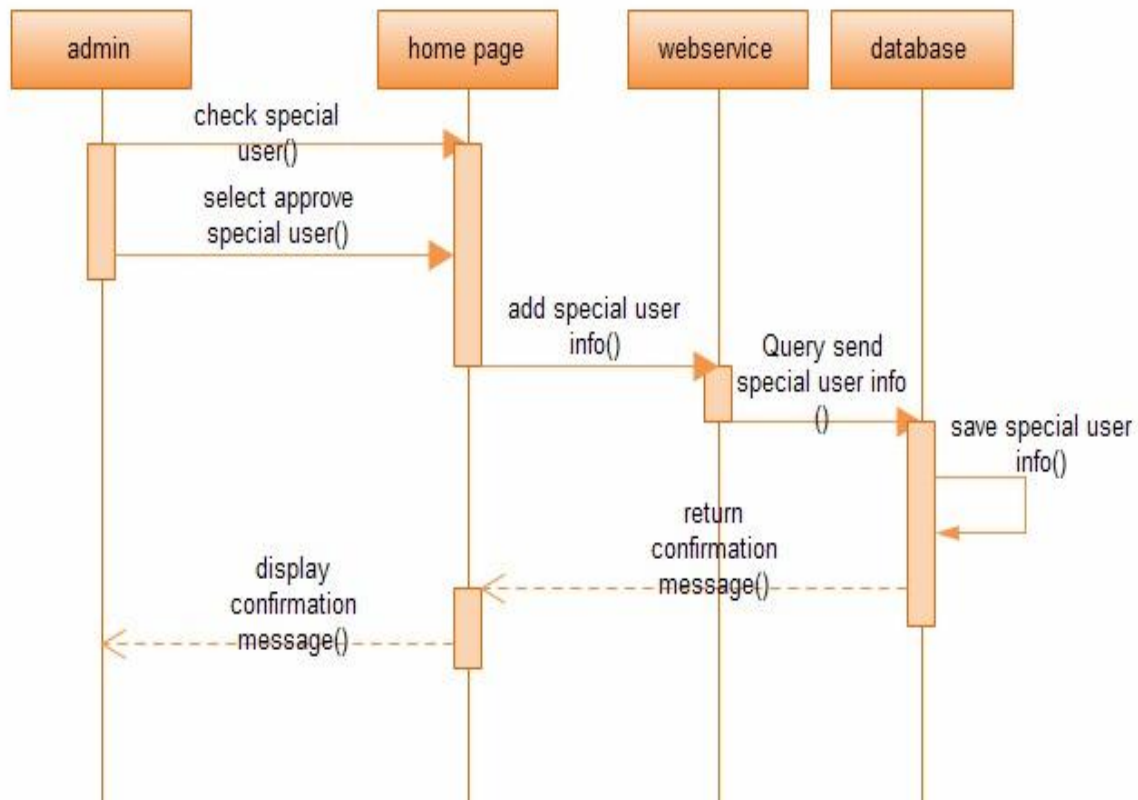 admin
home page
webservice
database
check special
user()
select approve
special user()
add special user
info()
Query send
special user info
()
save special user
info()
return
confirmation
message()
display
confirmation
message()